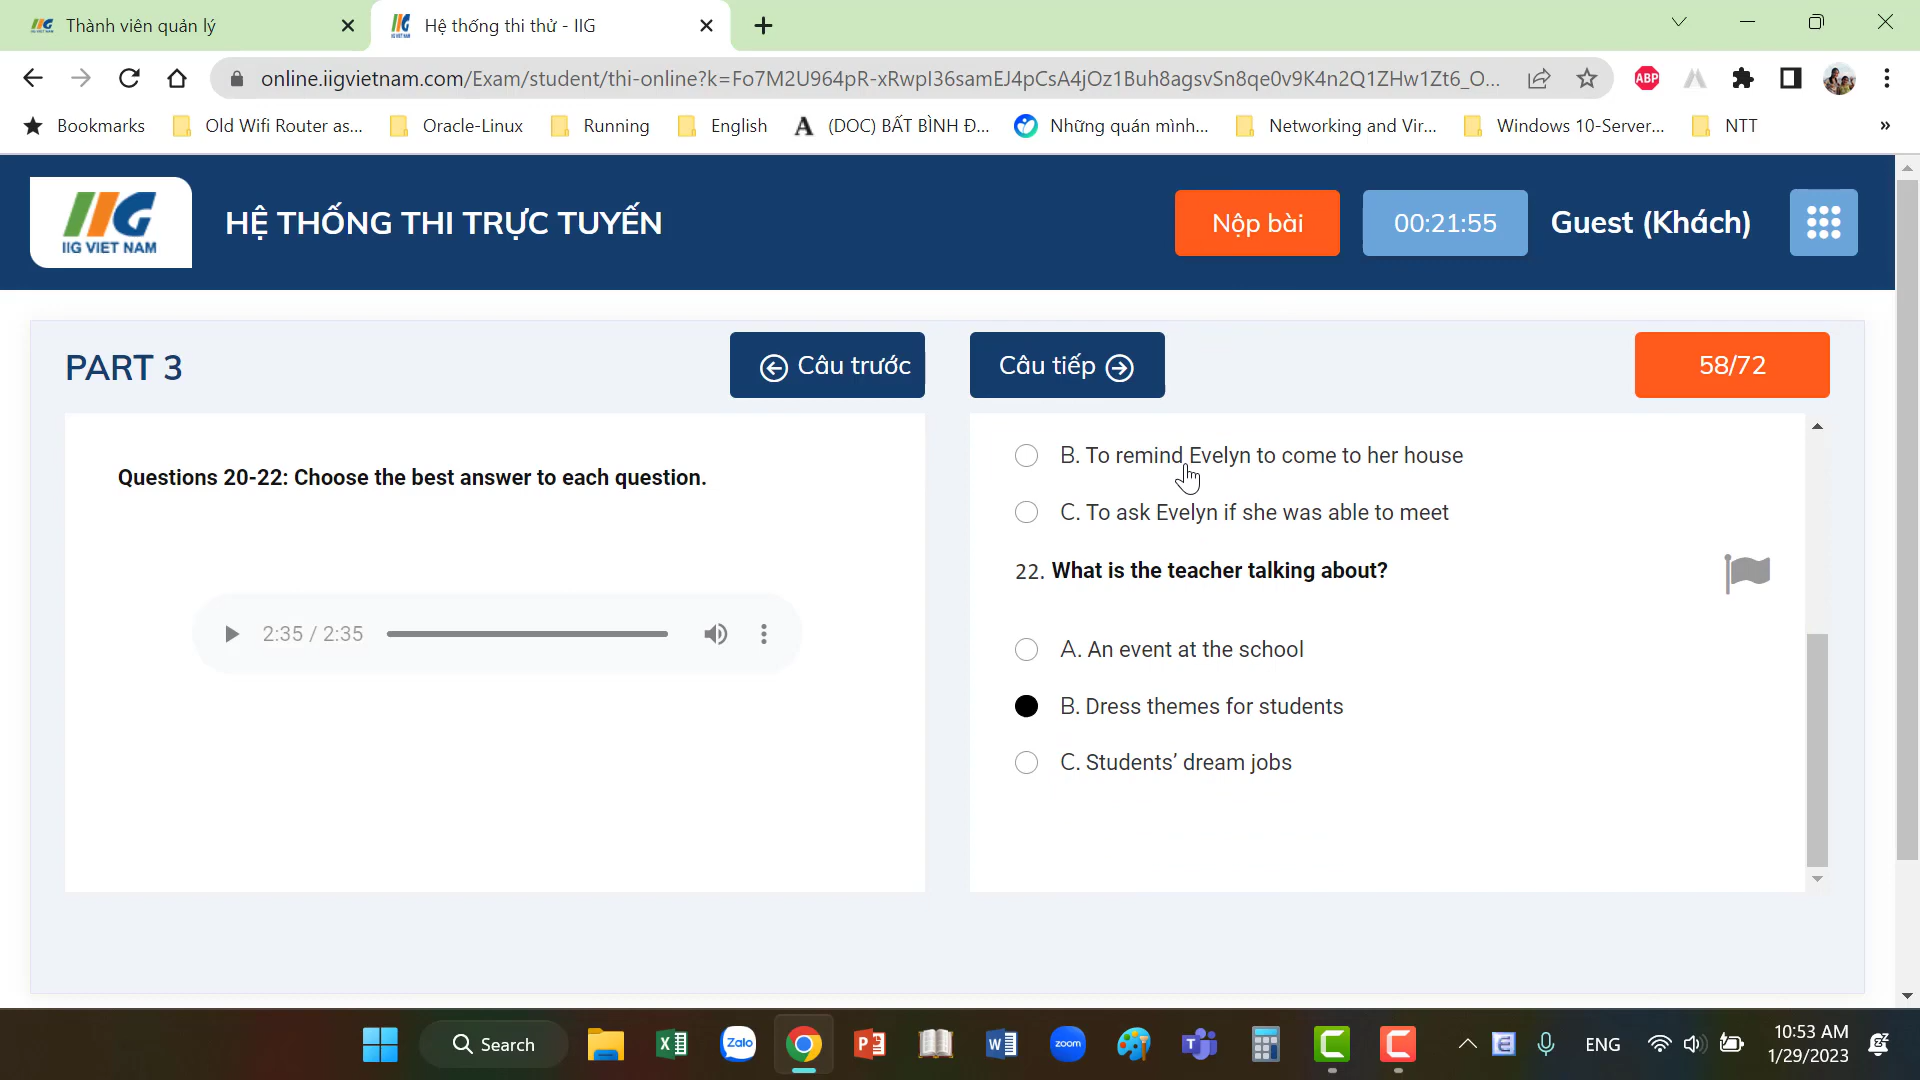 Thành viên quản lý
Hệ thống thi thử - IIG
online.iigvietnam.com/Exam/student/thi-online?k=Fo7M2U964pR-xRwpI36samEJ4pCsA4jOz1Buh8agsvSn8qe0v9K4n2Q1ZHw1Zt6_O...
ABP
Bookmarks
Old Wifi Router as...
Oracle-Linux
Running
English
(DOC) BẤT BÌNH Đ...
Những quán mình...
Networking and Vir...
Windows 10-Server...
NTT
»
IIG VIET NAM
HỆ THỐNG THI TRỰC TUYẾN
Nộp bài
00:21:55
Guest (Khách)
PART 3
Câu trước
Câu tiếp
58/72
Questions 20-22: Choose the best answer to each question.
2:35 / 2:35
B. To remind Evelyn to come to her house
C. To ask Evelyn if she was able to meet
22. What is the teacher talking about?
A. An event at the school
B. Dress themes for students
C. Students’ dream jobs
Search
Zalo
zoom
ENG
10:53 AM
1/29/2023